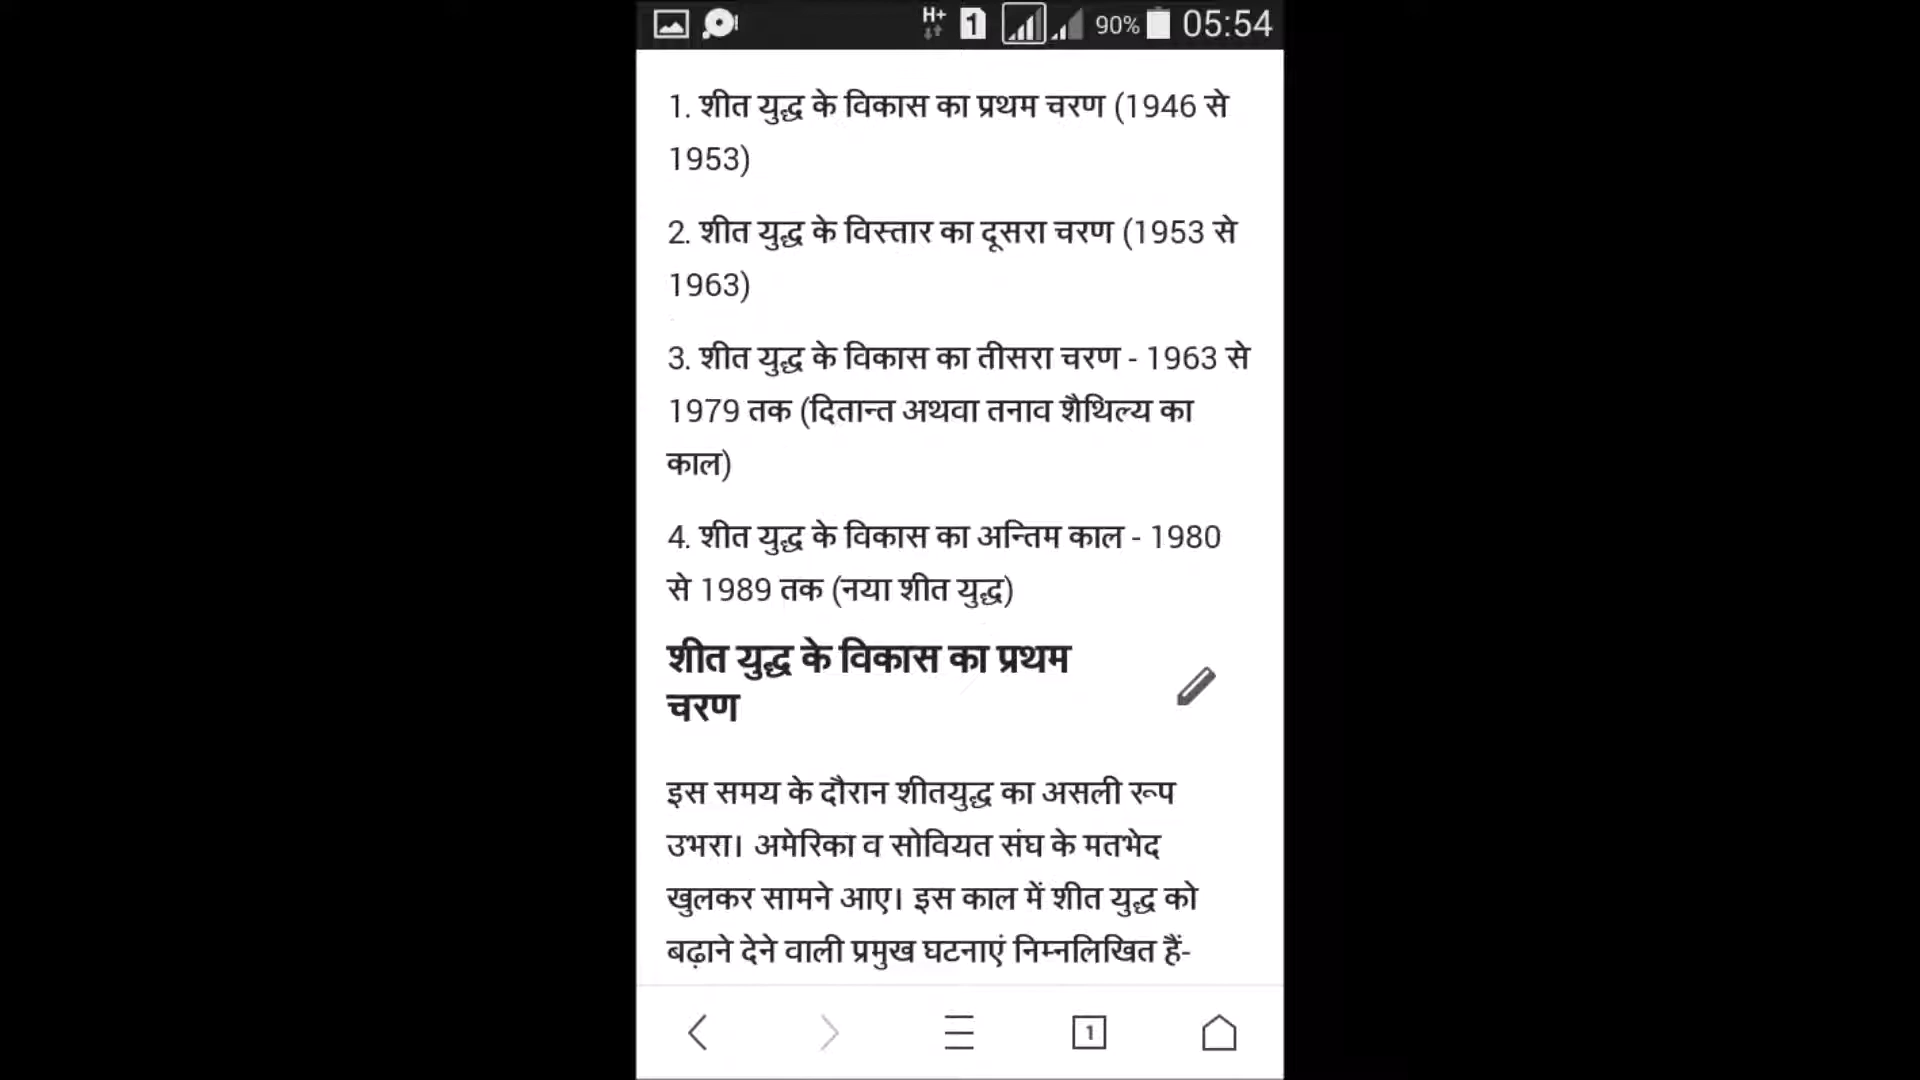 H+ 1 90% 05:54
1. शीत युद्ध के विकास का प्रथम चरण (1946 से
1953)
2. शीत युद्ध के विस्तार का दूसरा चरण (1953 से
1963)
3. शीत युद्ध के विकास का तीसरा चरण - 1963 से
1979 तक (दितान्त अथवा तनाव शैथिल्य का
काल)
4. शीत युद्ध के विकास का अन्तिम काल - 1980
से 1989 तक (नया शीत युद्ध)
शीत युद्ध के विकास का प्रथम
चरण
इस समय के दौरान शीतयुद्ध का असली रूप
उभरा। अमेरिका व सोवियत संघ के मतभेद
खुलकर सामने आए। इस काल में शीत युद्ध को
बढ़ाने देने वाली प्रमुख घटनाएं निम्नलिखित हैं-
1